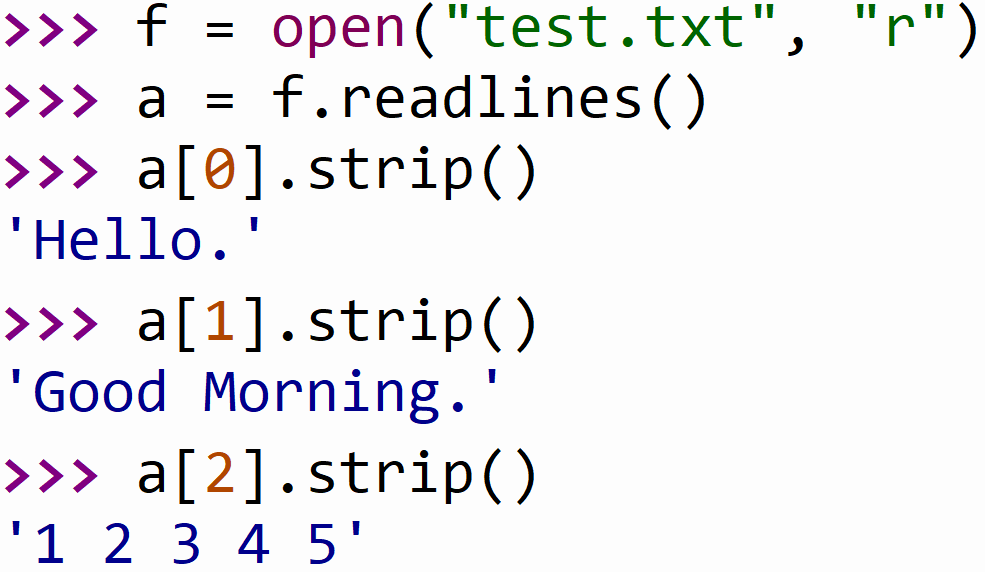 >>> f = open("test.txt", "r")
>>> a = f.readlines()
>>> a[0].strip()
'Hello.'
>>> a[1].strip()
'Good Morning.'
>>> a[2].strip()
'1 2 3 4 5'